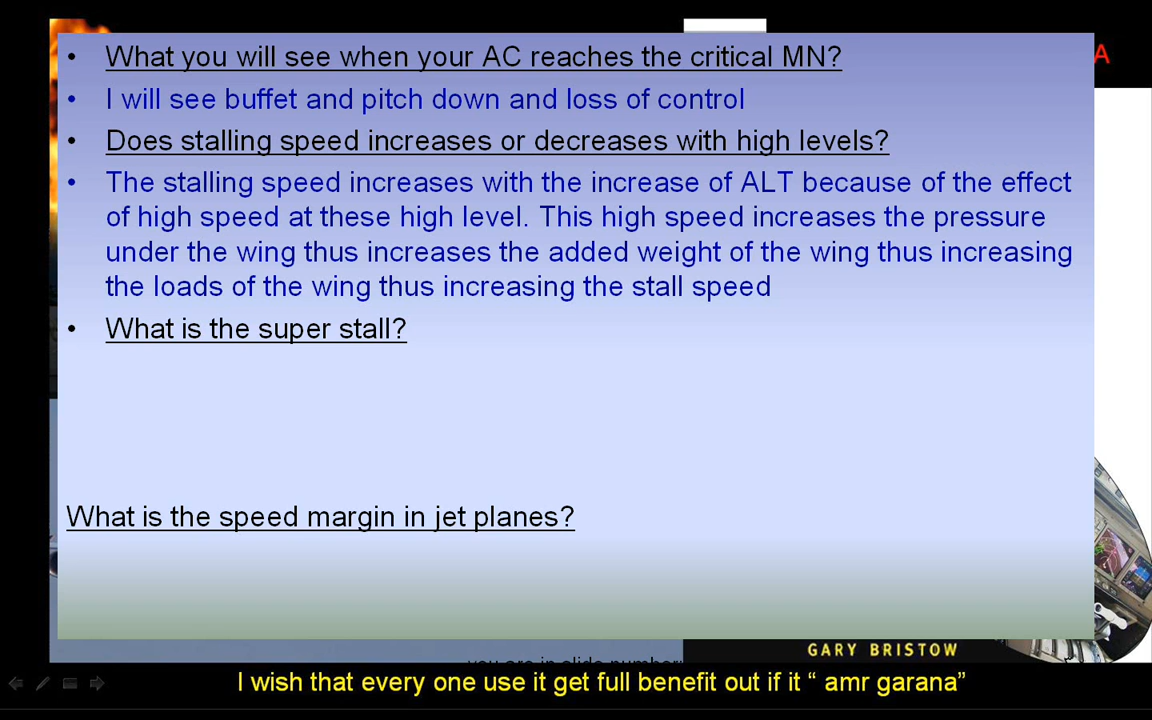 • What you will see when your AC reaches the critical MN?
• I will see buffet and pitch down and loss of control
• Does stalling speed increases or decreases with high levels?
• The stalling speed increases with the increase of ALT because of the effect
of high speed at these high level. This high speed increases the pressure
under the wing thus increases the added weight of the wing thus increasing
the loads of the wing thus increasing the stall speed
• What is the super stall?
What is the speed margin in jet planes?
A
GARY BRISTOW
you are in slide number:
I wish that every one use it get full benefit out if it “ amr garana”